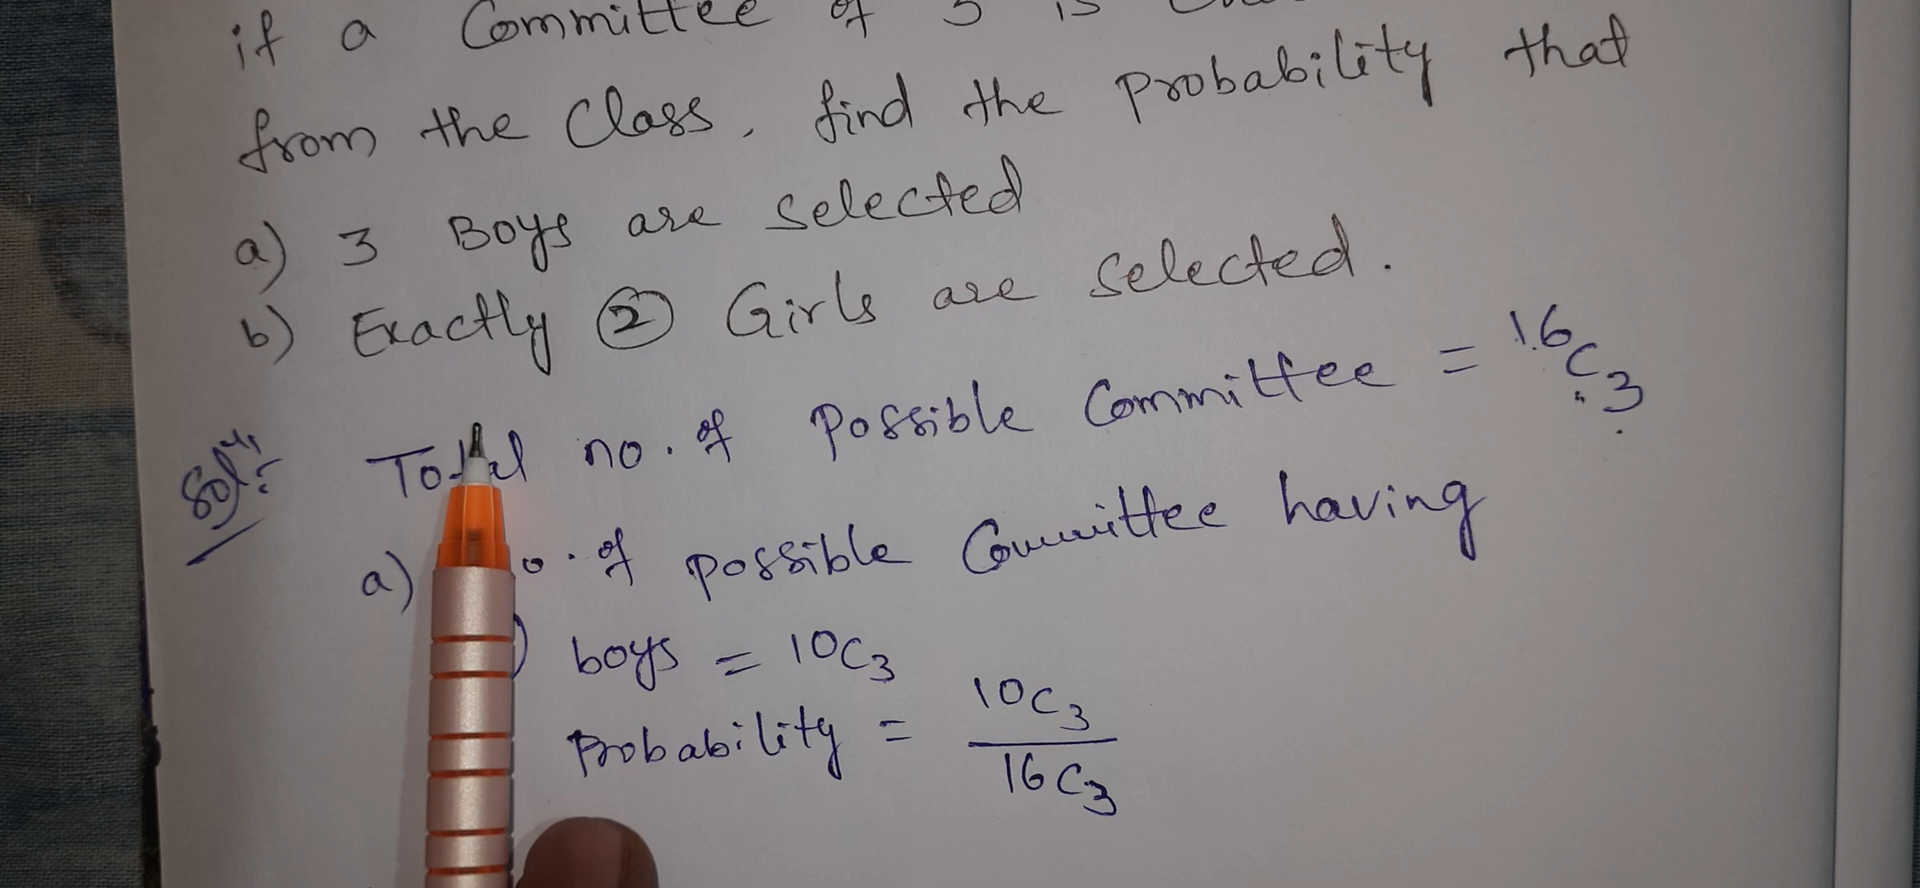 if a Committee of 3 is
from the Class, find the probability that
a) 3 Boys are selected
b) Exactly ② Girls are selected.
Solⁿ: Total no. of possible Committee = ¹⁶C₃
a) o. of possible Committee having
) boys = 10C₃
Probability = 10C₃ / 16C₃